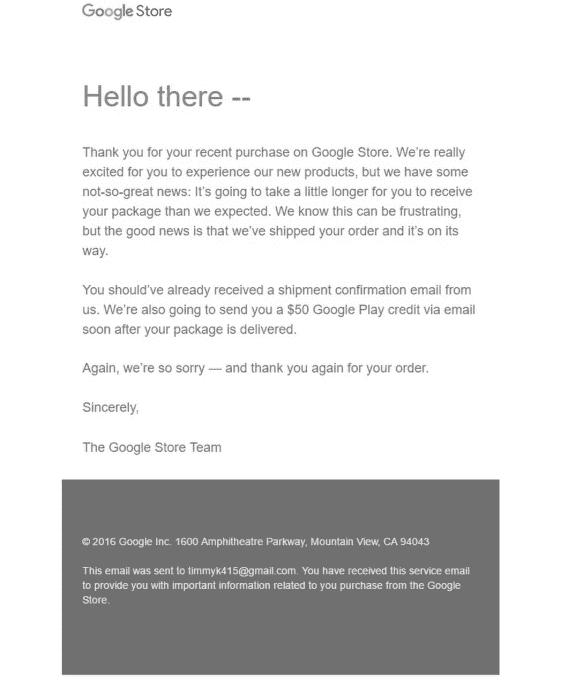 Google Store
Hello there --
Thank you for your recent purchase on Google Store. We're really
excited for you to experience our new products, but we have some
not-so-great news: It's going to take a little longer for you to receive
your package than we expected. We know this can be frustrating,
but the good news is that we've shipped your order and it's on its
way.
You should've already received a shipment confirmation email from
us. We're also going to send you a $50 Google Play credit via email
soon after your package is delivered.
Again, we're so sorry — and thank you again for your order.
Sincerely,
The Google Store Team
© 2016 Google Inc. 1600 Amphitheatre Parkway, Mountain View, CA 94043
This email was sent to timmyk415@gmail.com. You have received this service email
to provide you with important information related to you purchase from the Google
Store.